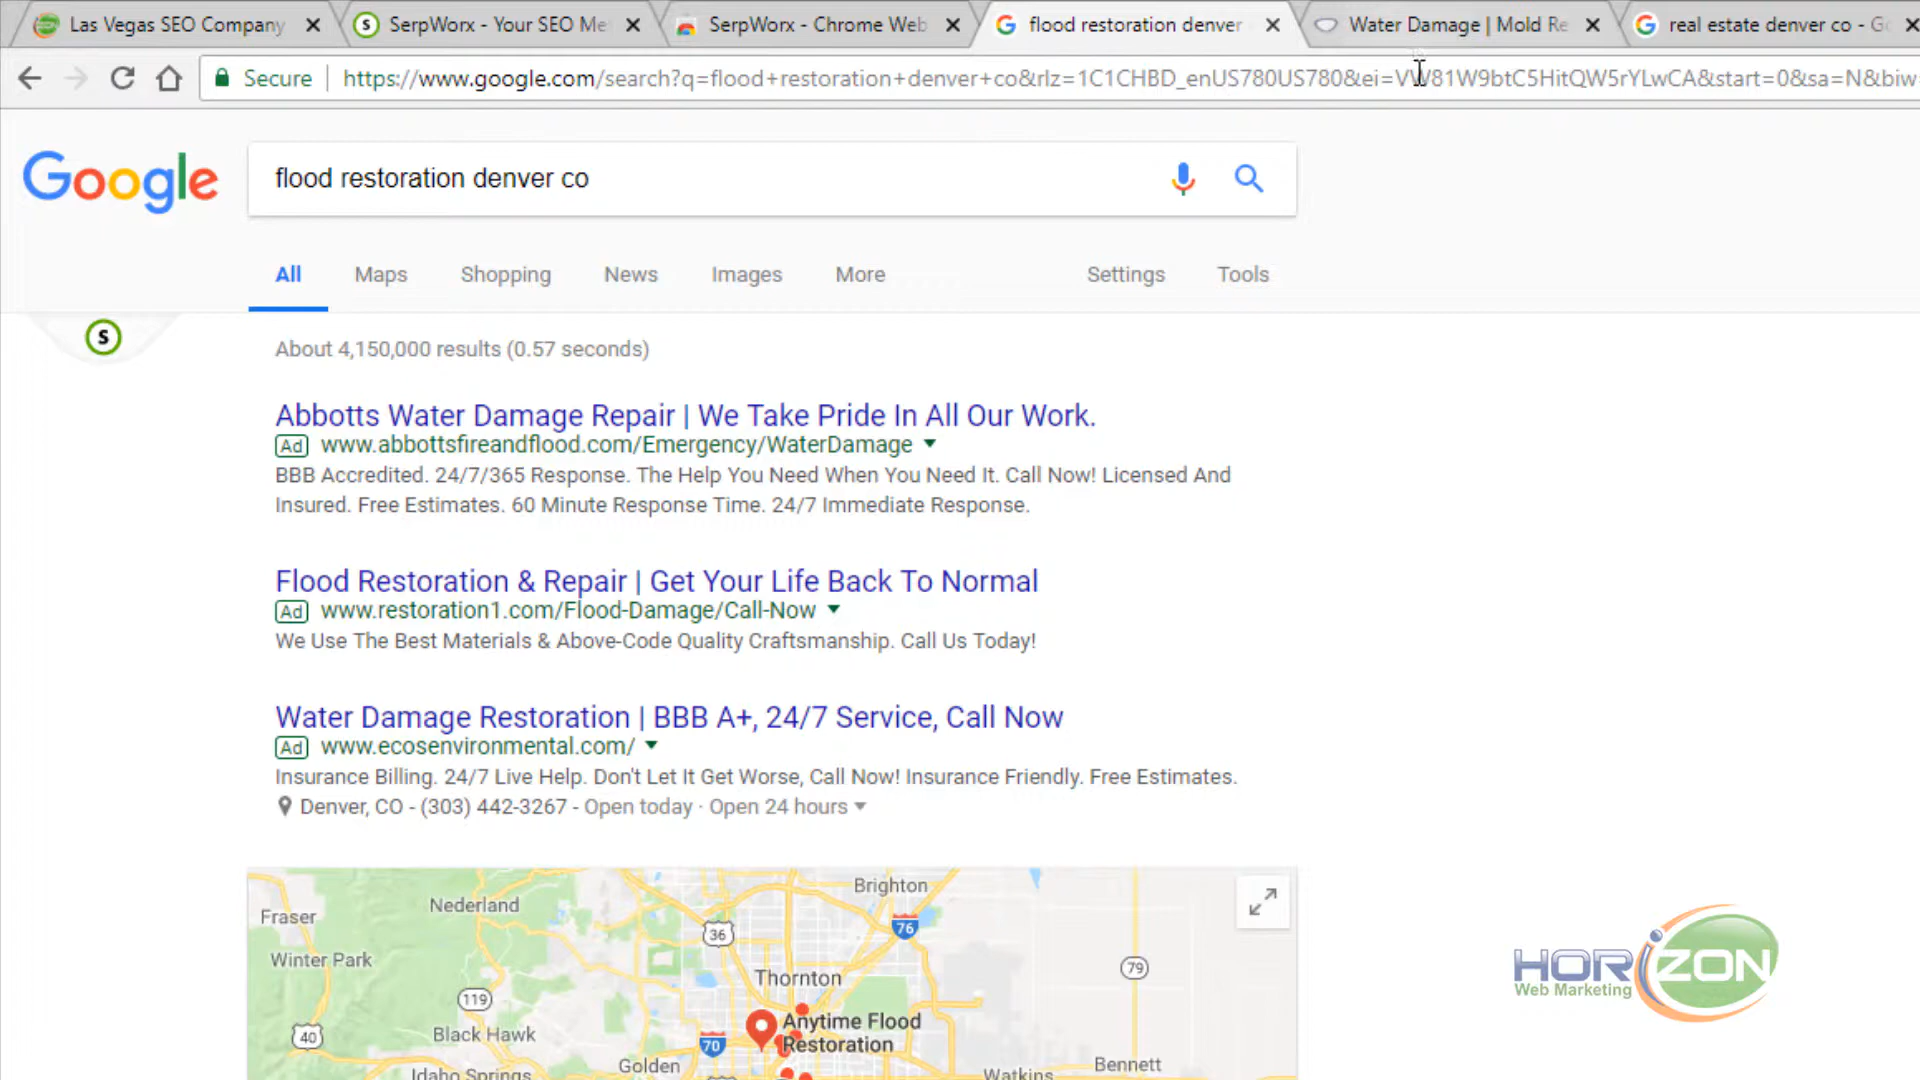 Las Vegas SEO Company
SerpWorx - Your SEO Me
SerpWorx - Chrome Web
flood restoration denver
Water Damage | Mold Re
real estate denver co - Go
Secure
https://www.google.com/search?q=flood+restoration+denver+co&rlz=1C1CHBD_enUS780US780&ei=VW81W9btC5HitQW5rYLwCA&start=0&sa=N&biw=
Google
flood restoration denver co
All Maps Shopping News Images More Settings Tools
S
About 4,150,000 results (0.57 seconds)
Abbotts Water Damage Repair | We Take Pride In All Our Work.
Ad www.abbottsfireandflood.com/Emergency/WaterDamage
BBB Accredited. 24/7/365 Response. The Help You Need When You Need It. Call Now! Licensed And
Insured. Free Estimates. 60 Minute Response Time. 24/7 Immediate Response.
Flood Restoration & Repair | Get Your Life Back To Normal
Ad www.restoration1.com/Flood-Damage/Call-Now
We Use The Best Materials & Above-Code Quality Craftsmanship. Call Us Today!
Water Damage Restoration | BBB A+, 24/7 Service, Call Now
Ad www.ecosenvironmental.com/
Insurance Billing. 24/7 Live Help. Don't Let It Get Worse, Call Now! Insurance Friendly. Free Estimates.
Denver, CO - (303) 442-3267 - Open today · Open 24 hours
Brighton
Nederland
Fraser
76
36
Winter Park
Thornton
79
119
Anytime Flood
Restoration
Black Hawk
40
70
Golden
Bennett
Idaho Springs
Watkins
HORIZON
Web Marketing